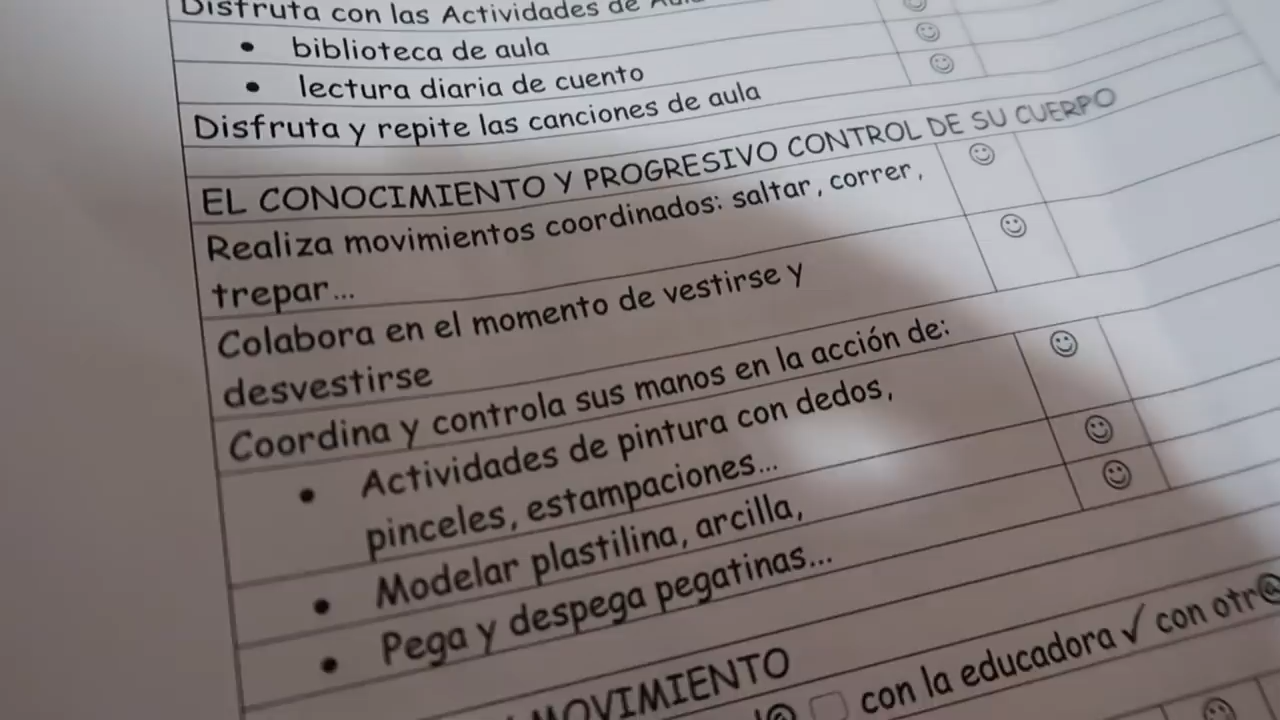 Disfruta con las Actividades de
• biblioteca de aula
• lectura diaria de cuento
Disfruta y repite las canciones de aula
EL CONOCIMIENTO Y PROGRESIVO CONTROL DE SU CUERPO
Realiza movimientos coordinados: saltar, correr,
trepar...
Colabora en el momento de vestirse y
desvestirse
Coordina y controla sus manos en la acción de:
• Actividades de pintura con dedos,
pinceles, estampaciones...
• Modelar plastilina, arcilla,
• Pega y despega pegatinas...
MOVIMIENTO
con la educadora √ con otr@